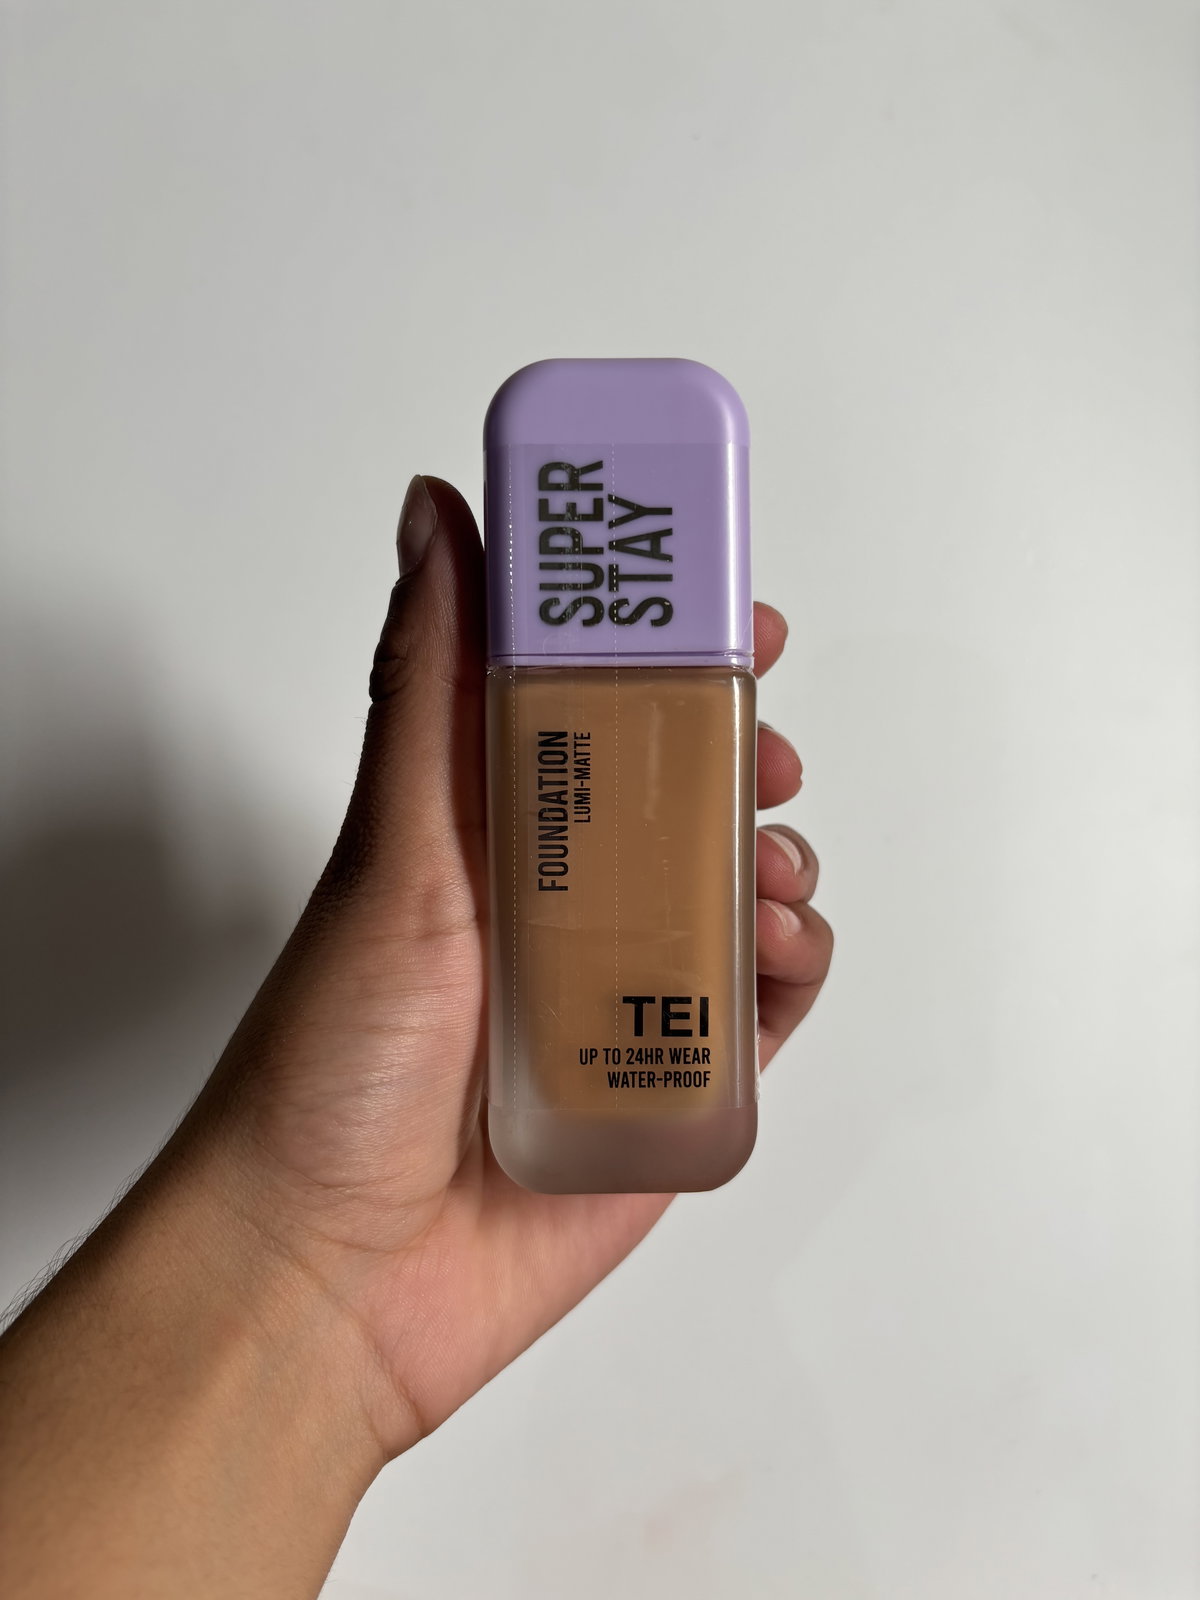 SUPER
STAY
FOUNDATION
LUMI-MATTE
TEI
UP TO 24HR WEAR
WATER-PROOF